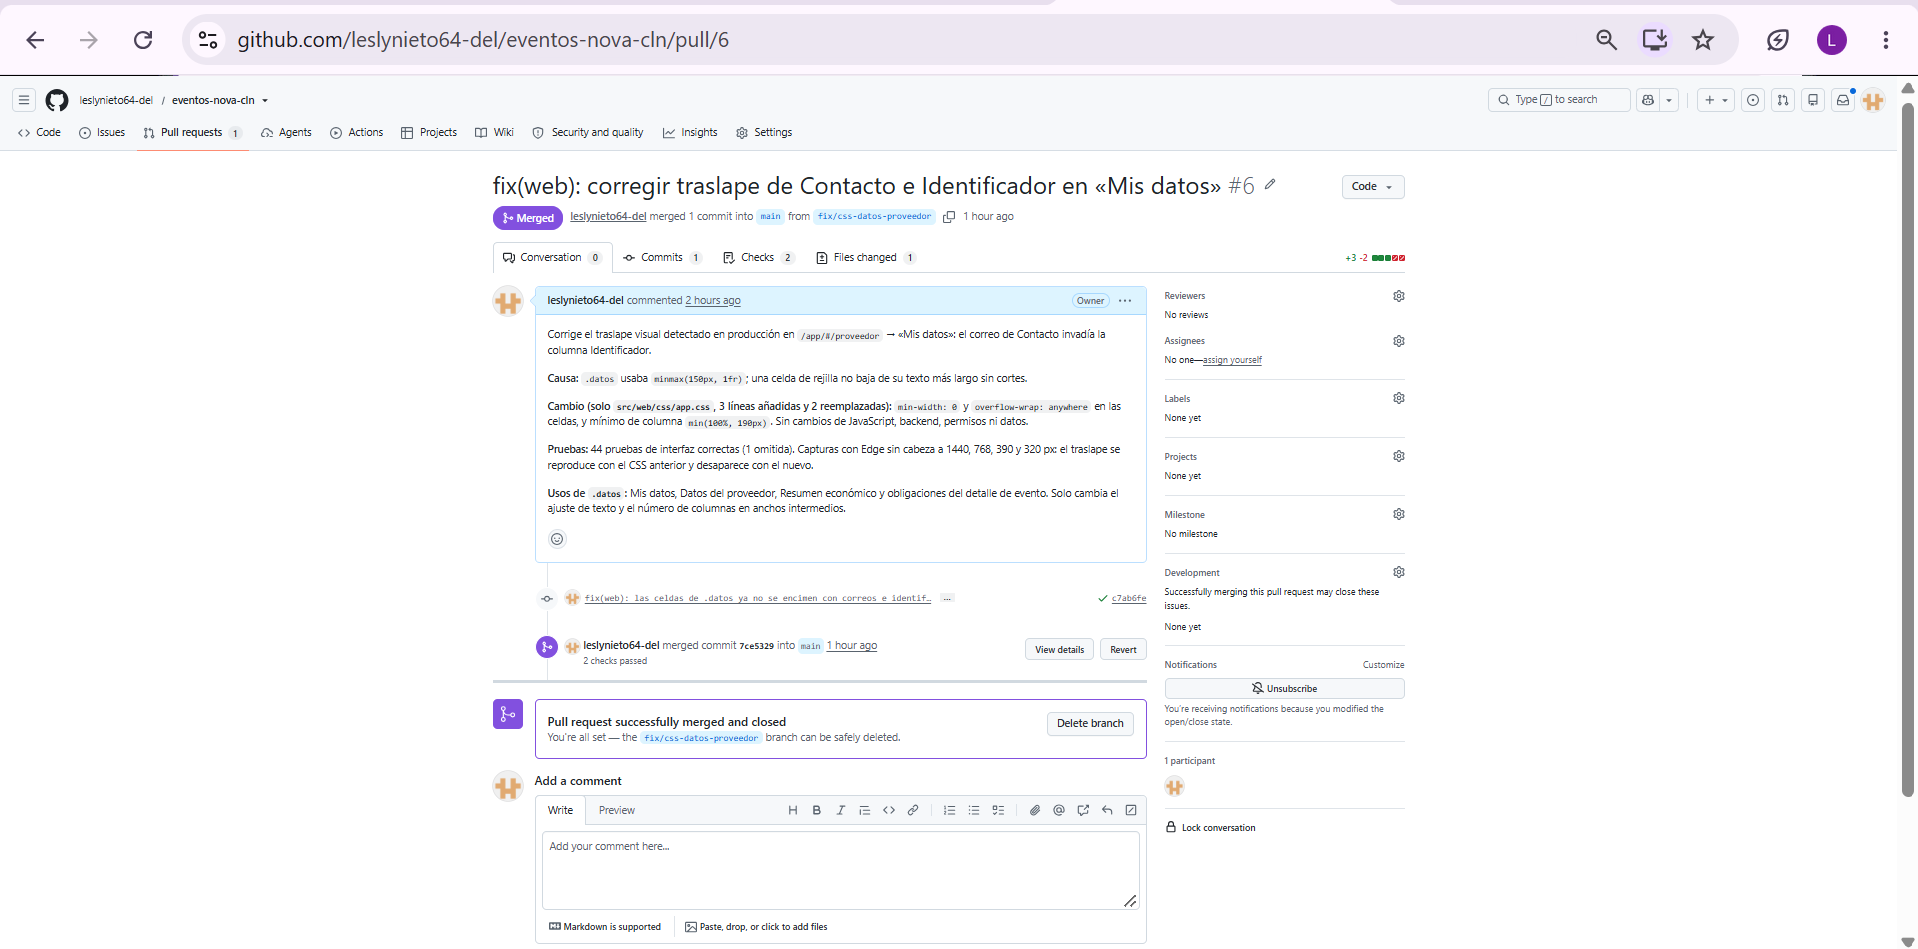 github.com/leslynieto64-del/eventos-nova-cln/pull/6
L
leslynieto64-del / eventos-nova-cln
Type / to search
Code Issues Pull requests 1 Agents Actions Projects Wiki Security and quality Insights Settings
fix(web): corregir traslape de Contacto e Identificador en «Mis datos» #6
Code
Merged leslynieto64-del merged 1 commit into main from fix/css-datos-proveedor 1 hour ago
Conversation 0 Commits 1 Checks 2 Files changed 1
+3 -2
leslynieto64-del commented 2 hours ago
Owner
Corrige el traslape visual detectado en producción en /app/#/proveedor → «Mis datos»: el correo de Contacto invadía la
columna Identificador.
Causa: .datos usaba minmax(150px, 1fr); una celda de rejilla no baja de su texto más largo sin cortes.
Cambio (solo src/web/css/app.css, 3 líneas añadidas y 2 reemplazadas): min-width: 0 y overflow-wrap: anywhere en las
celdas, y mínimo de columna min(100%, 190px). Sin cambios de JavaScript, backend, permisos ni datos.
Pruebas: 44 pruebas de interfaz correctas (1 omitida). Capturas con Edge sin cabeza a 1440, 768, 390 y 320 px: el traslape se
reproduce con el CSS anterior y desaparece con el nuevo.
Usos de .datos: Mis datos, Datos del proveedor, Resumen económico y obligaciones del detalle de evento. Solo cambia el
ajuste de texto y el número de columnas en anchos intermedios.
fix(web): las celdas de .datos ya no se encimen con correos e identif… …
c7ab6fe
leslynieto64-del merged commit 7ce5329 into main 1 hour ago
2 checks passed
View details
Revert
Pull request successfully merged and closed
You're all set — the fix/css-datos-proveedor branch can be safely deleted.
Delete branch
Add a comment
Write Preview
H B I
Add your comment here...
Markdown is supported
Paste, drop, or click to add files
Reviewers
No reviews
Assignees
No one—assign yourself
Labels
None yet
Projects
None yet
Milestone
No milestone
Development
Successfully merging this pull request may close these
issues.
None yet
Notifications Customize
Unsubscribe
You're receiving notifications because you modified the
open/close state.
1 participant
Lock conversation